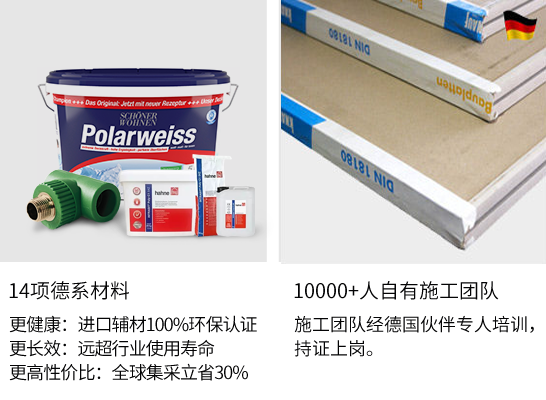 +++ Das Original: Jetzt mit neuer Rezeptur +++
SCHÖNER
WOHNEN
Polarweiss
hahne
hahne
KNAUF
DIN 18180
Bauplatten
DIN 18180
14项德系材料
更健康：进口辅材100%环保认证
更长效：远超行业使用寿命
更高性价比：全球集采立省30%
10000+人自有施工团队
施工团队经德国伙伴专人培训，
持证上岗。